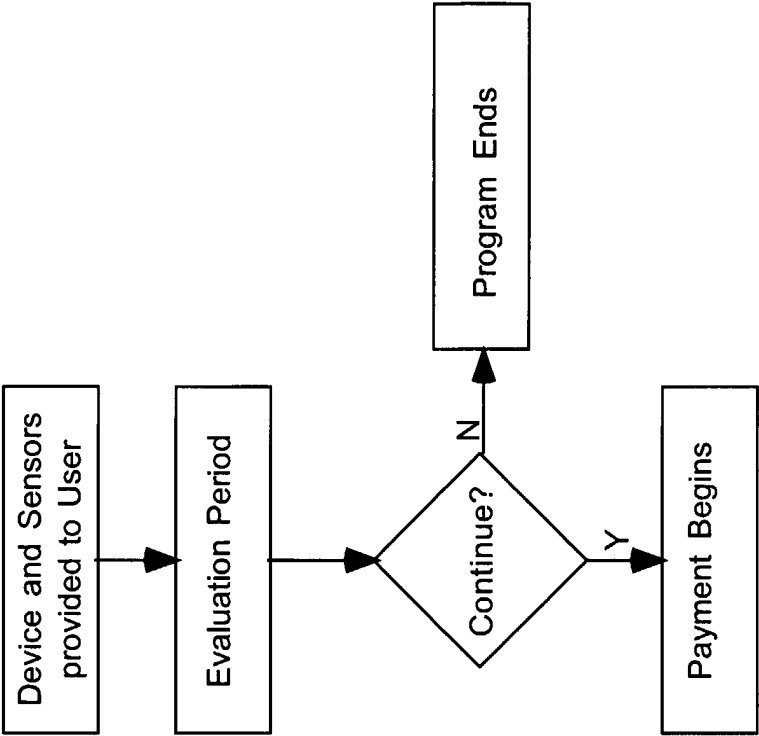 Device and Sensors
provided to User
Evaluation Period
Continue?
N
Program Ends
Y
Payment Begins